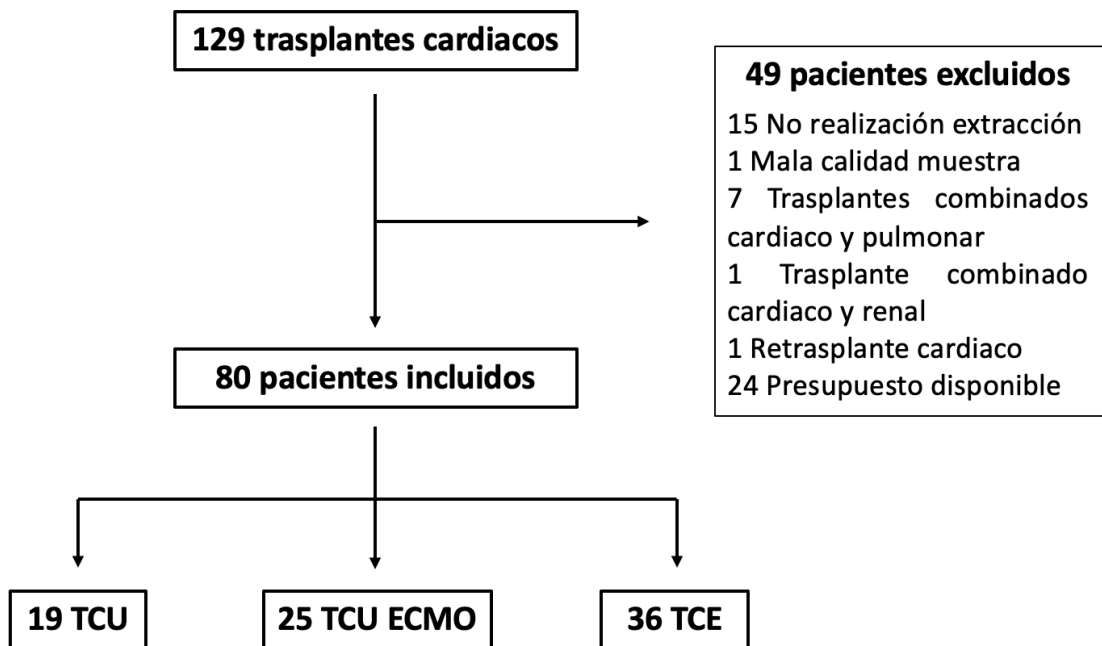 129 trasplantes cardiacos
49 pacientes excluidos
15 No realización extracción
1 Mala calidad muestra
7 Trasplantes combinados
cardiaco y pulmonar
1 Trasplante combinado
cardiaco y renal
1 Retrasplante cardiaco
24 Presupuesto disponible
80 pacientes incluidos
19 TCU
25 TCU ECMO
36 TCE